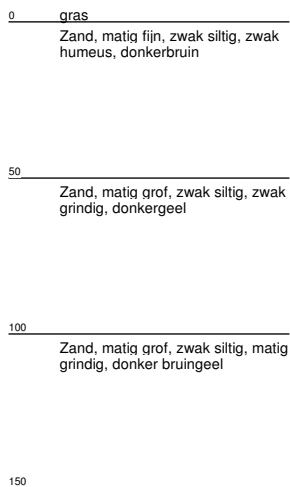 0 gras
Zand, matig fijn, zwak siltig, zwak
humeus, donkerbruin
50
Zand, matig grof, zwak siltig, zwak
grindig, donkergeel
100
Zand, matig grof, zwak siltig, matig
grindig, donker bruingeel
150